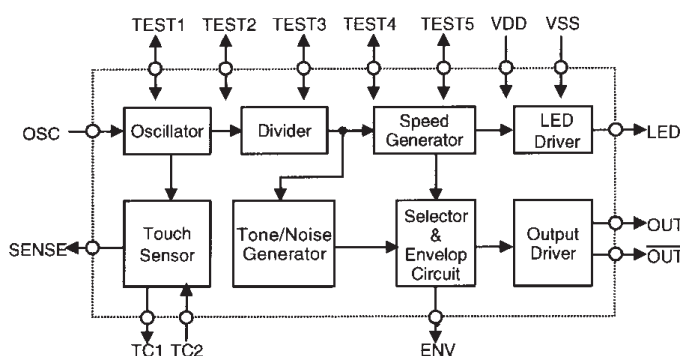 TEST1 TEST2 TEST3 TEST4 TEST5 VDD VSS
OSC
Oscillator
Divider
Speed
Generator
LED
Driver
LED
SENSE
Touch
Sensor
Tone/Noise
Generator
Selector
&
Envelop
Circuit
Output
Driver
OUT
OUT
TC1 TC2
ENV